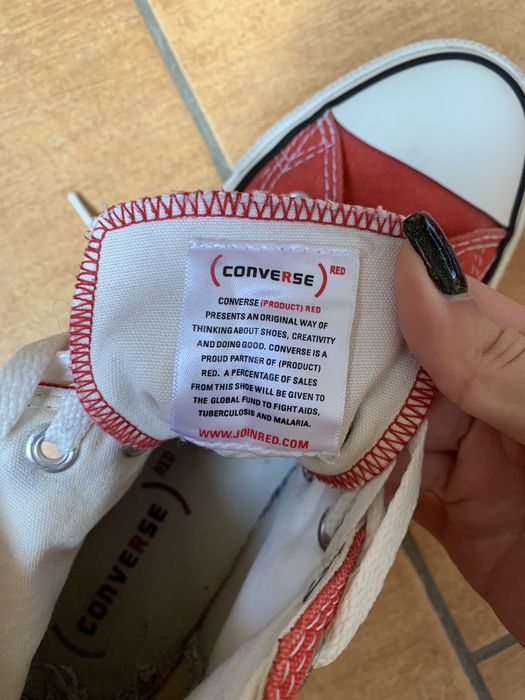 (CONVERSE) RED
CONVERSE (PRODUCT) RED
PRESENTS AN ORIGINAL WAY OF
THINKING ABOUT SHOES, CREATIVITY
AND DOING GOOD. CONVERSE IS A
PROUD PARTNER OF (PRODUCT)
RED. A PERCENTAGE OF SALES
FROM THIS SHOE WILL BE GIVEN TO
THE GLOBAL FUND TO FIGHT AIDS,
TUBERCULOSIS AND MALARIA.
WWW.JOINRED.COM
(CONVERSE) RED